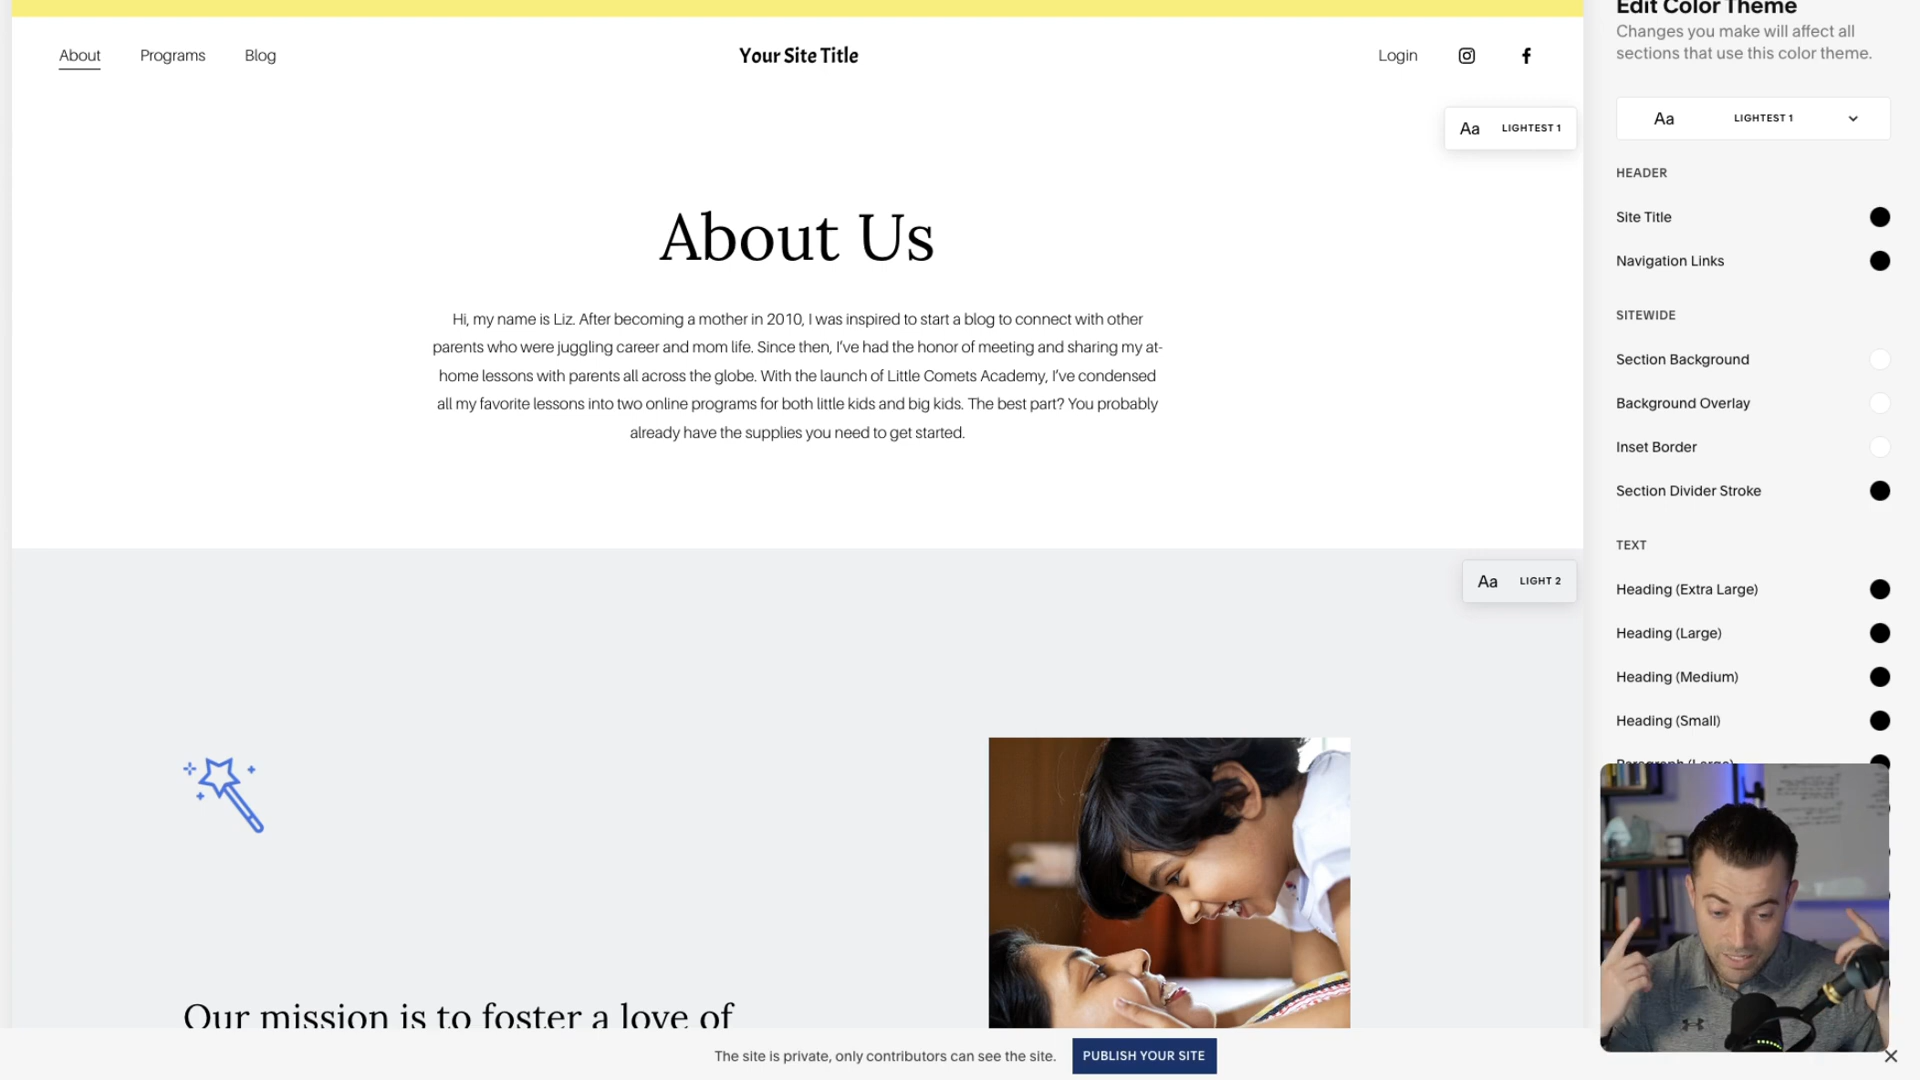 Edit Color Theme
Changes you make will affect all
sections that use this color theme.
About
Programs
Blog
Your Site Title
Login
Aa LIGHTEST 1
Aa LIGHTEST 1
HEADER
Site Title
Navigation Links
SITEWIDE
Section Background
Background Overlay
Inset Border
Section Divider Stroke
TEXT
Heading (Extra Large)
Heading (Large)
Heading (Medium)
Heading (Small)
Paragraph (Large)
About Us
Hi, my name is Liz. After becoming a mother in 2010, I was inspired to start a blog to connect with other
parents who were juggling career and mom life. Since then, I've had the honor of meeting and sharing my at-
home lessons with parents all across the globe. With the launch of Little Comets Academy, I've condensed
all my favorite lessons into two online programs for both little kids and big kids. The best part? You probably
already have the supplies you need to get started.
Aa LIGHT 2
Our mission is to foster a love of
The site is private, only contributors can see the site.
PUBLISH YOUR SITE